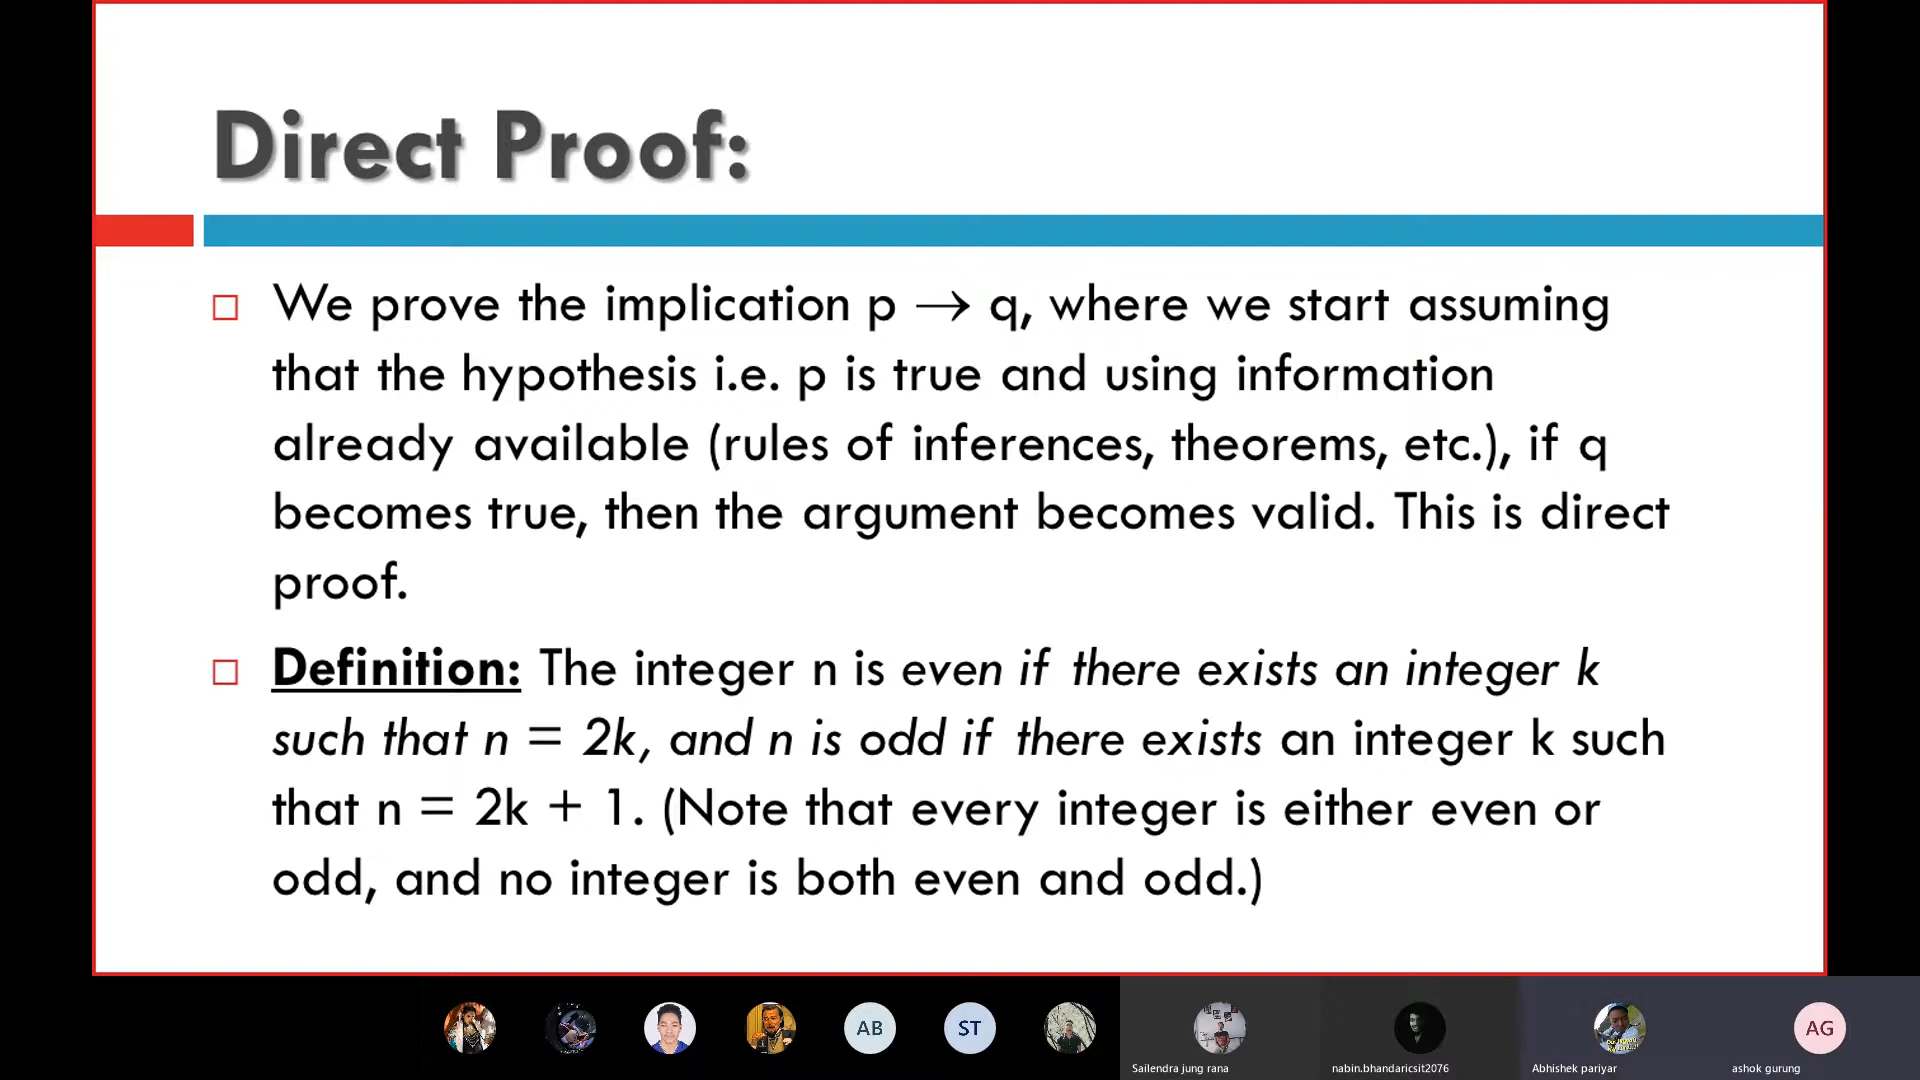 Direct Proof:
We prove the implication p → q, where we start assuming
that the hypothesis i.e. p is true and using information
already available (rules of inferences, theorems, etc.), if q
becomes true, then the argument becomes valid. This is direct
proof.
Definition: The integer n is even if there exists an integer k
such that n = 2k, and n is odd if there exists an integer k such
that n = 2k + 1. (Note that every integer is either even or
odd, and no integer is both even and odd.)
AB
ST
AG
Sailendra jung rana
nabin.bhandaricsit2076
Abhishek pariyar
ashok gurung